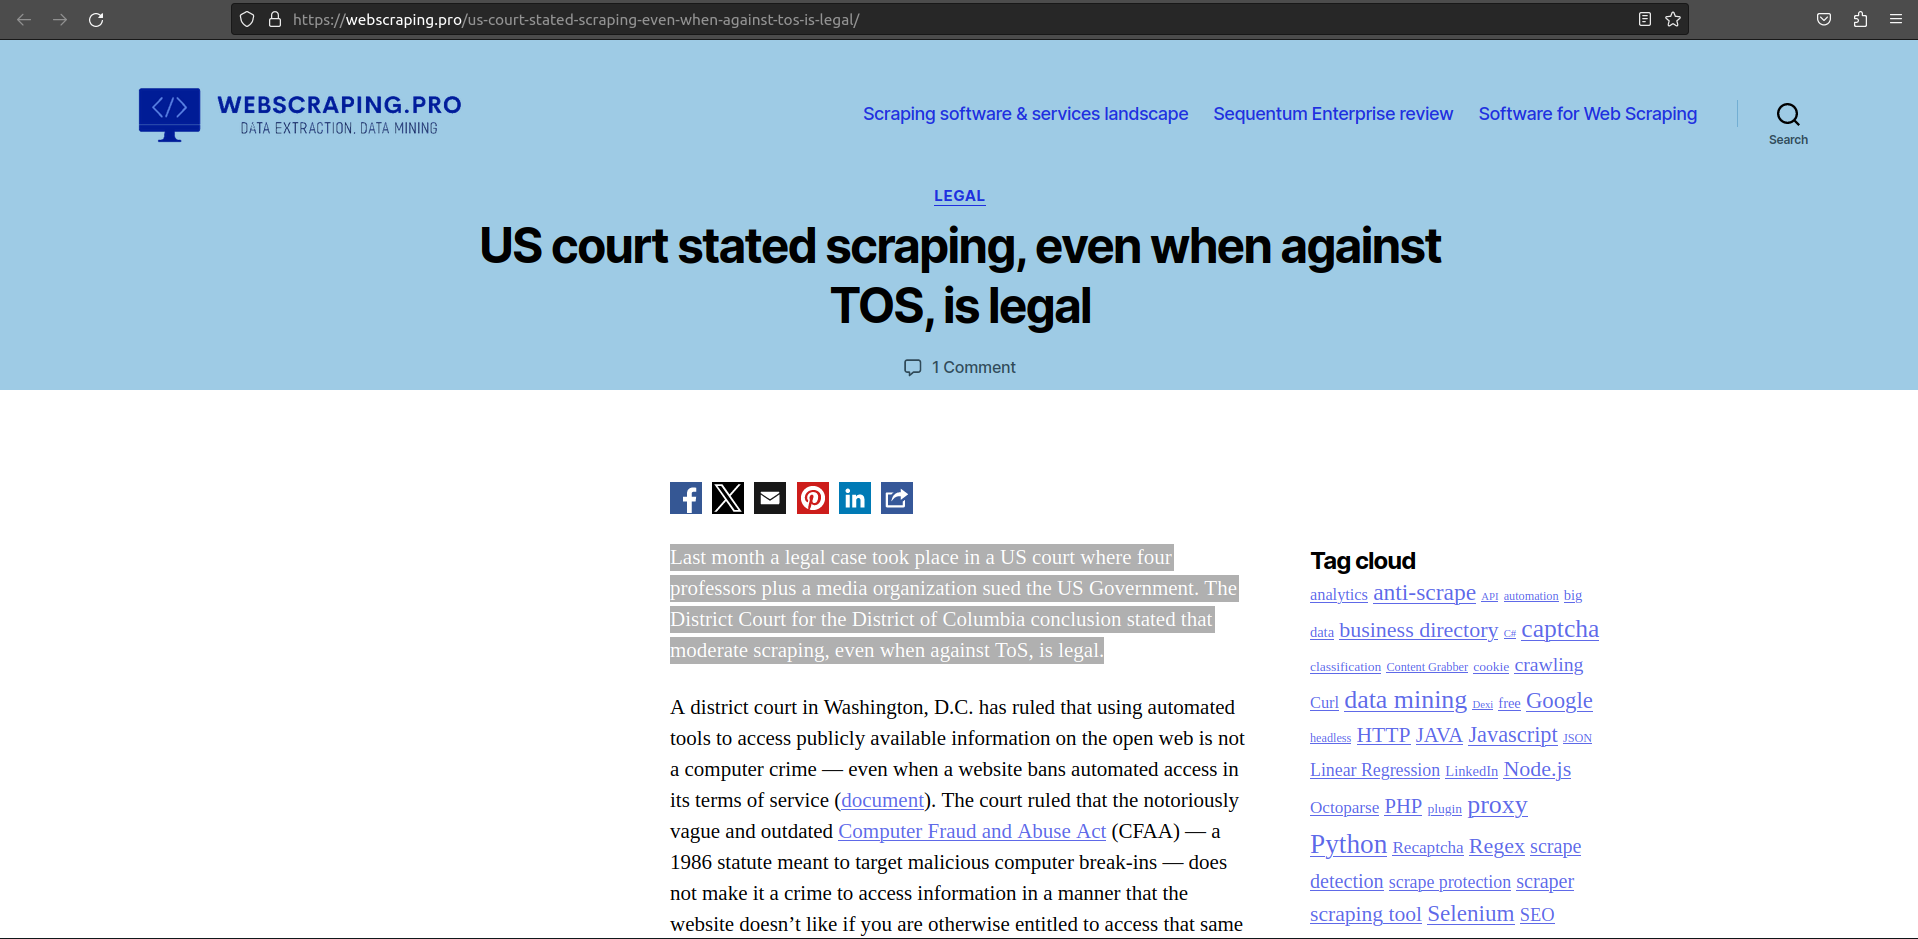 https://webscraping.pro/us-court-stated-scraping-even-when-against-tos-is-legal/
WEBSCRAPING.PRO
DATA EXTRACTION. DATA MINING
Scraping software & services landscape
Sequentum Enterprise review
Software for Web Scraping
Search
LEGAL
US court stated scraping, even when against
TOS, is legal
1 Comment
Last month a legal case took place in a US court where four
professors plus a media organization sued the US Government. The
District Court for the District of Columbia conclusion stated that
moderate scraping, even when against ToS, is legal.
A district court in Washington, D.C. has ruled that using automated
tools to access publicly available information on the open web is not
a computer crime — even when a website bans automated access in
its terms of service (document). The court ruled that the notoriously
vague and outdated Computer Fraud and Abuse Act (CFAA) — a
1986 statute meant to target malicious computer break-ins — does
not make it a crime to access information in a manner that the
website doesn’t like if you are otherwise entitled to access that same
Tag cloud
analytics anti-scrape API automation big
data business directory C# captcha
classification Content Grabber cookie crawling
Curl data mining Dexi free Google
headless HTTP JAVA Javascript JSON
Linear Regression LinkedIn Node.js
Octoparse PHP plugin proxy
Python Recaptcha Regex scrape
detection scrape protection scraper
scraping tool Selenium SEO